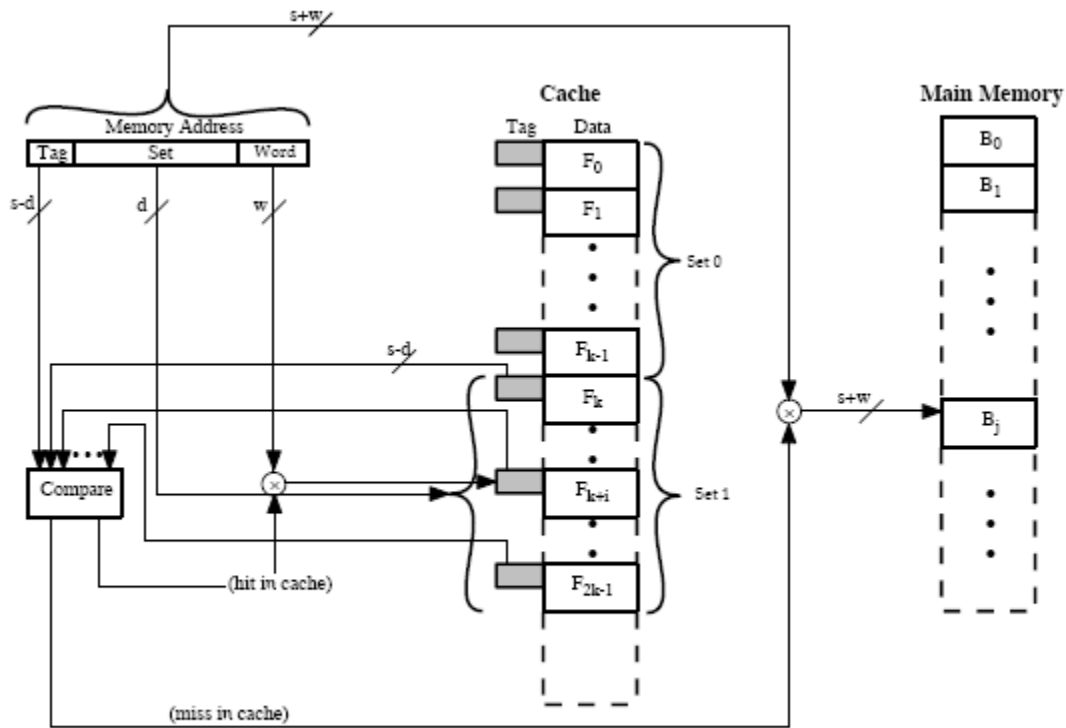 s+w
Cache
Main Memory
Memory Address
Tag Data
Tag Set Word
F0
B0
B1
s-d d w
F1
Set 0
s-d
Fk-1
Fk
s+w
Bj
Compare
Fk+i
Set 1
(hit in cache)
F2k-1
(miss in cache)